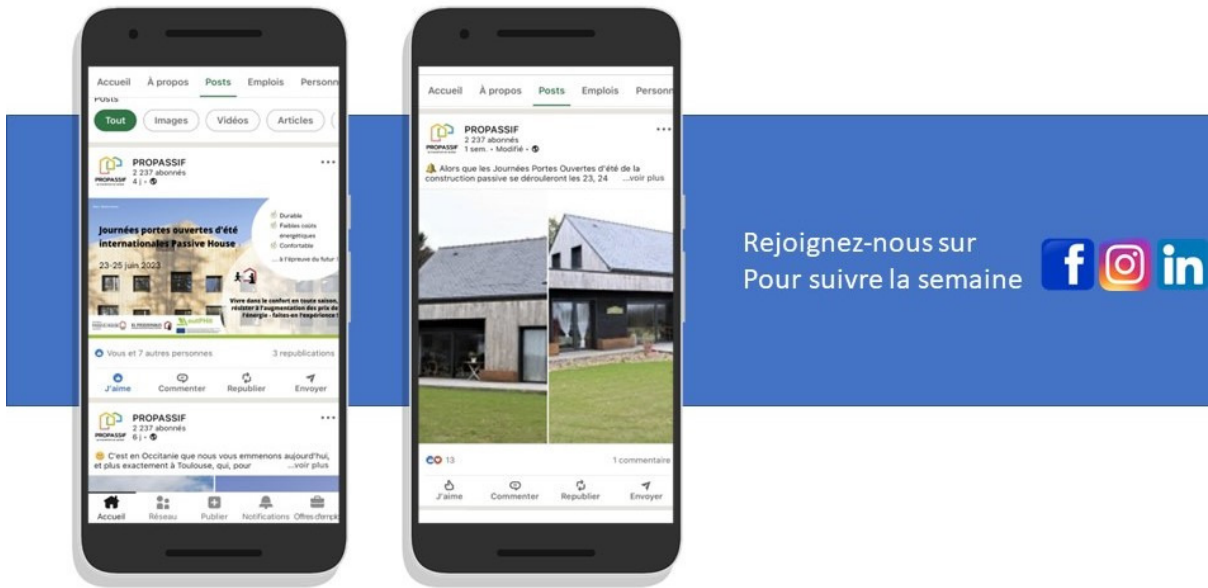 Accueil À propos Posts Emplois Personn
Posts
Tout Images Vidéos Articles
PROPASSIF
PROPASSIF
2 237 abonnés
4 j •
Journées portes ouvertes d'été
internationales Passive House
23-25 juin 2023
Durable
Faibles coûts
énergétiques
Confortable
... à l'épreuve du futur !
Vivre dans le confort en toute saison,
résister à l'augmentation des prix de
l'énergie - faites-en l'expérience !
Vous et 7 autres personnes 3 republications
J'aime Commenter Republier Envoyer
PROPASSIF
PROPASSIF
2 237 abonnés
6 j •
C'est en Occitanie que nous vous emmenons aujourd'hui,
et plus exactement à Toulouse, qui, pour ...voir plus
Accueil Réseau Publier Notifications Offres d'emploi
Accueil À propos Posts Emplois Personn
PROPASSIF
PROPASSIF
2 237 abonnés
1 sem. • Modifié •
Alors que les Journées Portes Ouvertes d'été de la
construction passive se dérouleront les 23, 24 ...voir plus
13 1 commentaire
J'aime Commenter Republier Envoyer
Rejoignez-nous sur
Pour suivre la semaine
f in